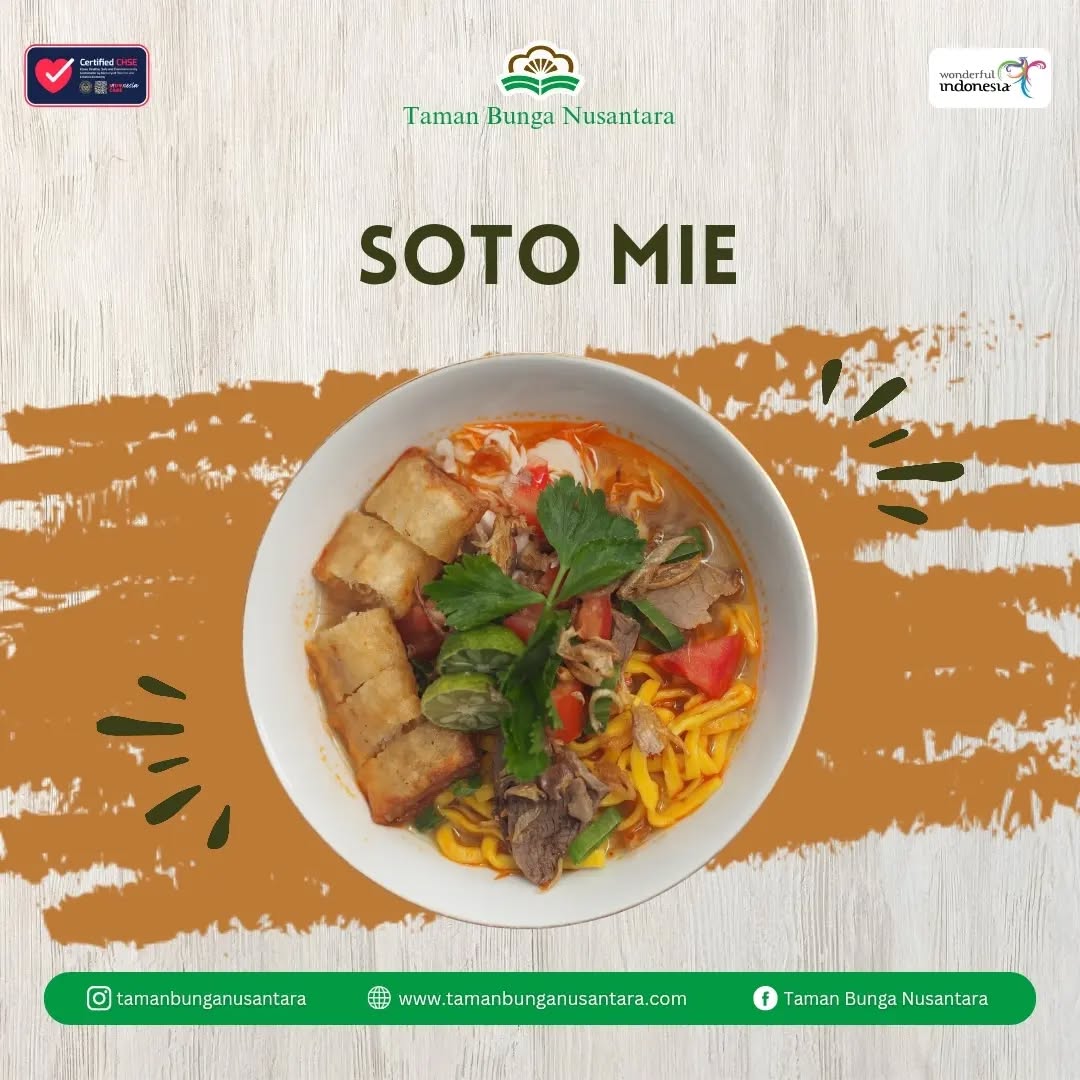 Certified CHSE
Taman Bunga Nusantara
wonderful
indonesia
SOTO MIE
tamanbunganusantara
www.tamanbunganusantara.com
Taman Bunga Nusantara